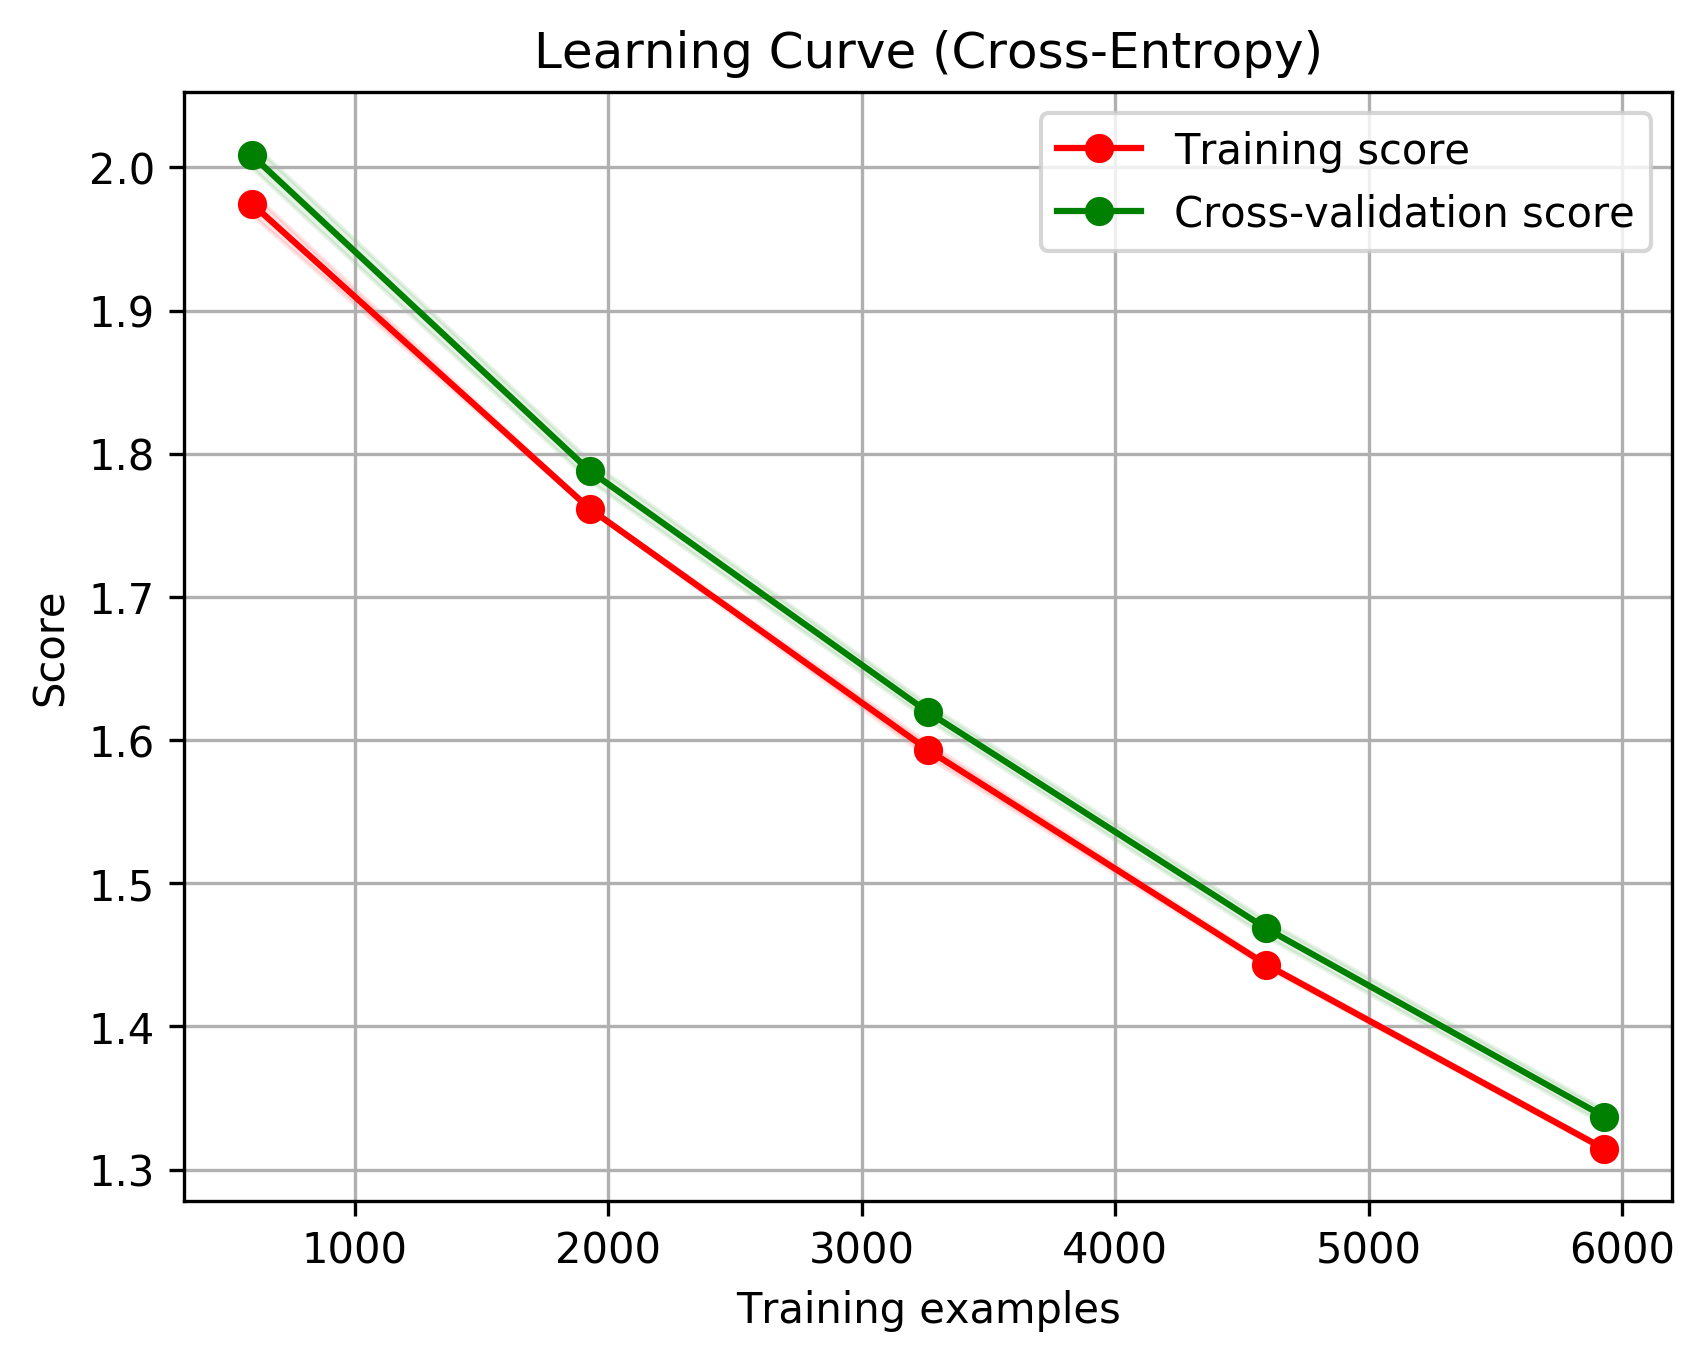 Learning Curve (Cross-Entropy)
Training score
Cross-validation score
2.0
1.9
1.8
1.7
1.6
1.5
1.4
1.3
Score
1000 2000 3000 4000 5000 6000
Training examples